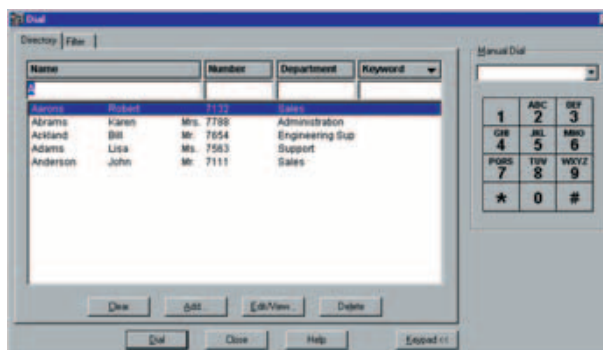 Dial
Directory Filter
Name Number Department Keyword
A
Aarons Robert 7132 Sales
Abrams Karen Mrs. 7788 Administration
Ackland Bill Mr. 7654 Engineering Sup
Adams Lisa Ms. 7563 Support
Anderson John Mr. 7111 Sales
Clear Add... Edit/View... Delete
Dial Close Help Keypad <<
Manual Dial
1 ABC 2 DEF 3
GHI 4 JKL 5 MNO 6
PQRS 7 TUV 8 WXYZ 9
* 0 #